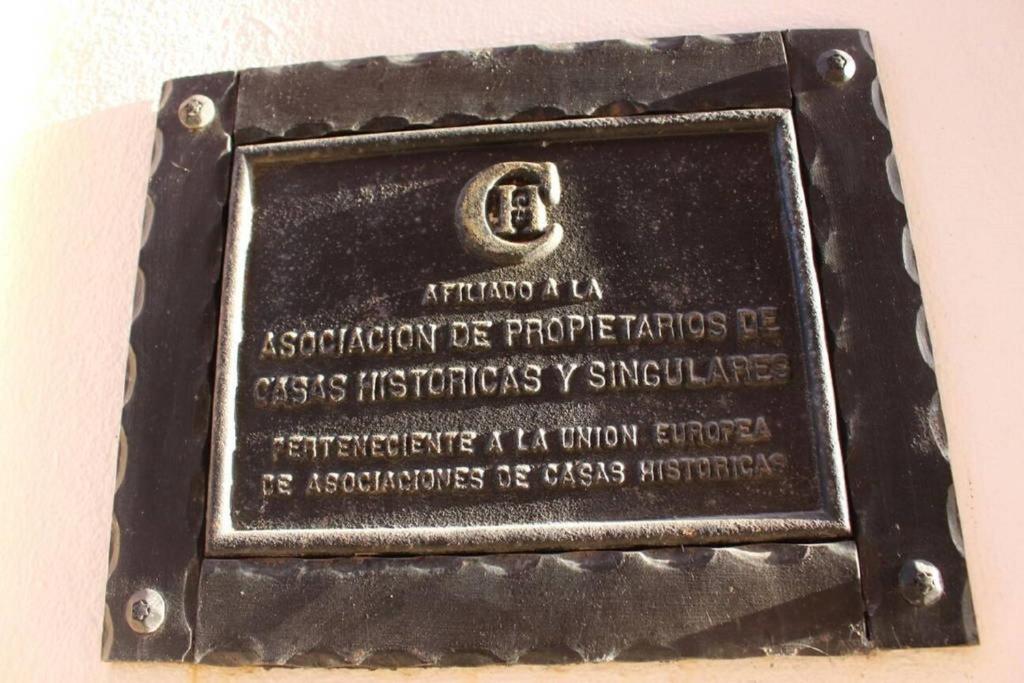 CH
AFILIADO A LA
ASOCIACION DE PROPIETARIOS DE
CASAS HISTORICAS Y SINGULARES
PERTENECIENTE A LA UNION EUROPEA
DE ASOCIACIONES DE CASAS HISTORICAS